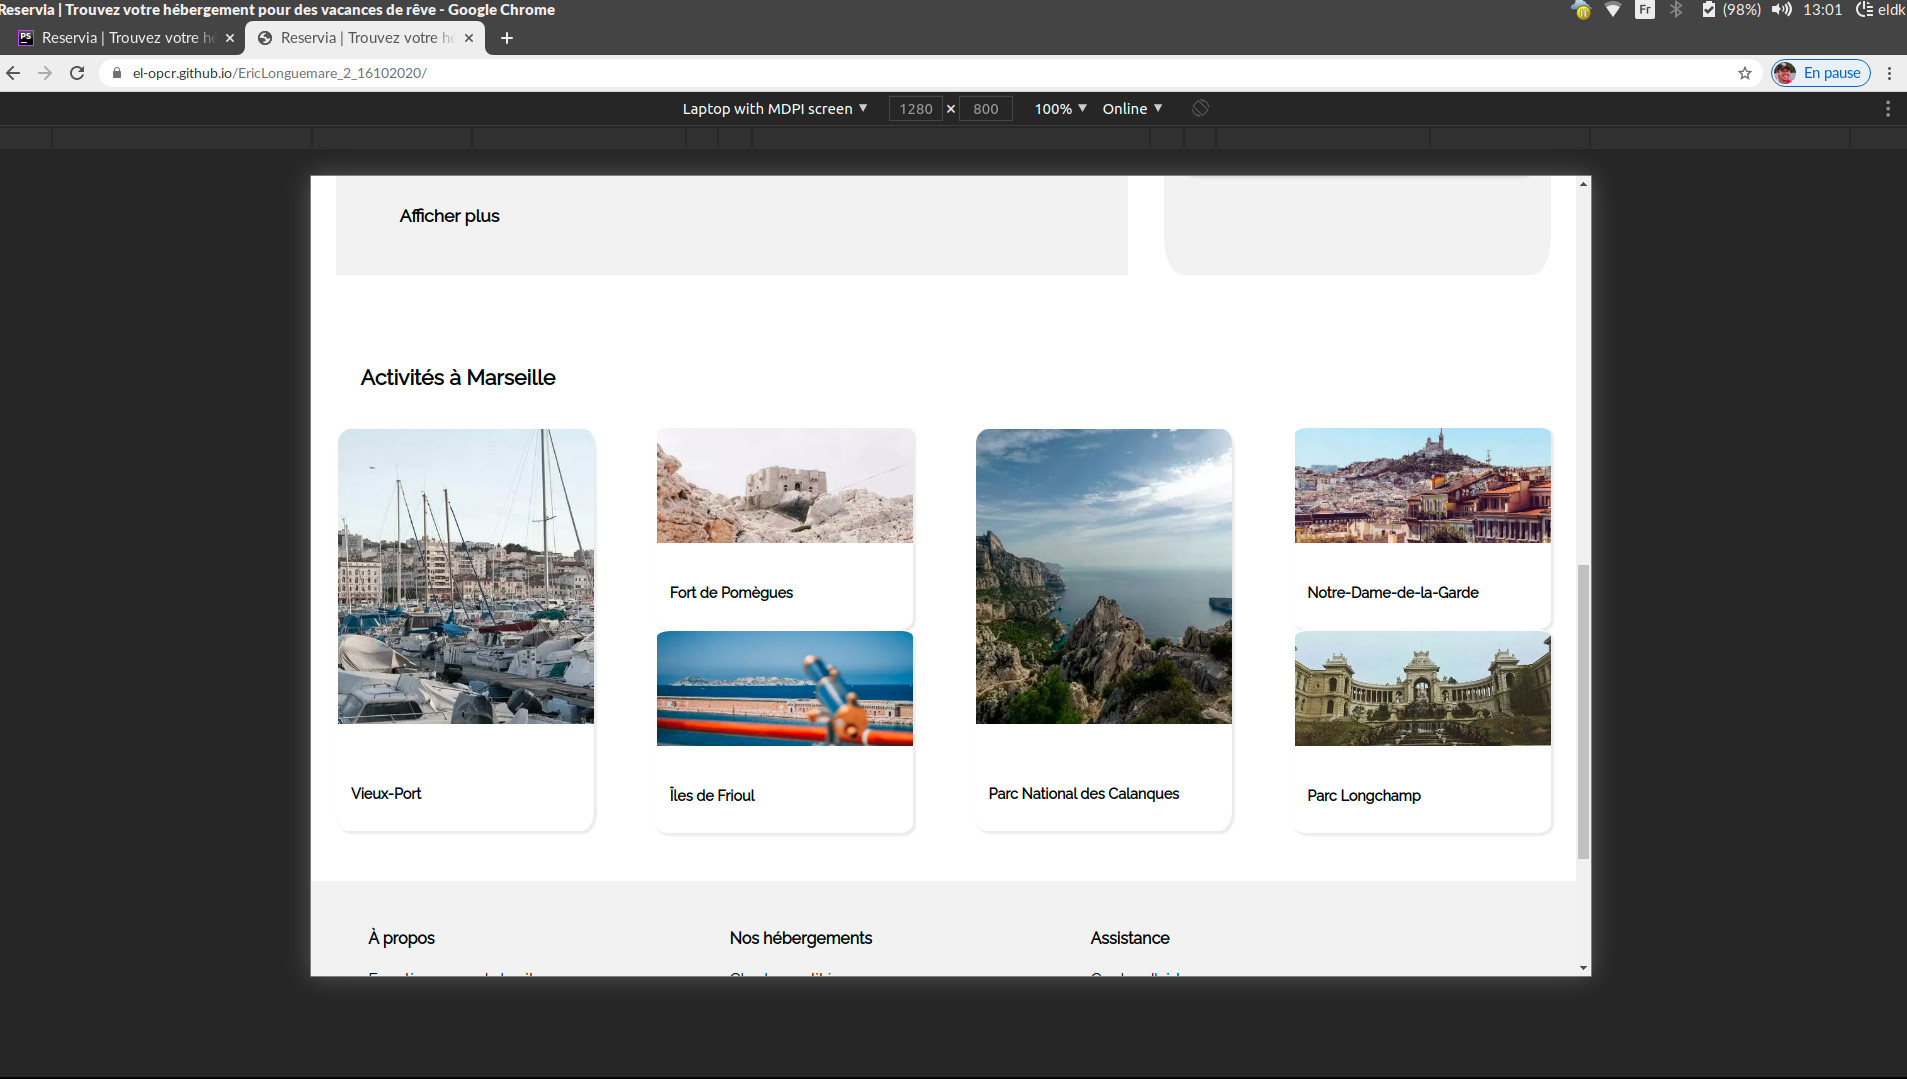 Reservia | Trouvez votre hébergement pour des vacances de rêve - Google Chrome
Fr (98%) 13:01 eldk
PS Reservia | Trouvez votre hé × Reservia | Trouvez votre hé × +
el-opcr.github.io/EricLonguemare_2_16102020/ En pause
Laptop with MDPI screen ▼ 1280 × 800 100% ▼ Online ▼
Afficher plus
Activités à Marseille
Fort de Pomègues
Notre-Dame-de-la-Garde
Vieux-Port
Îles de Frioul
Parc National des Calanques
Parc Longchamp
À propos
Nos hébergements
Assistance